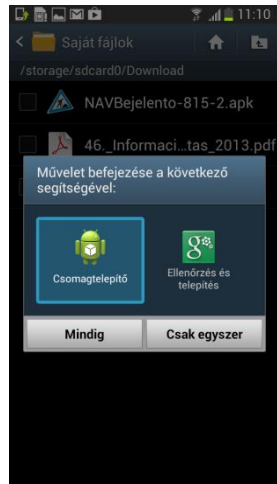 11:10
Saját fájlok
/storage/sdcard0/Download
NAVBejelento-815-2.apk
46._Informaci...tas_2013.pdf
Művelet befejezése a következő
segítségével:
Csomagtelepítő
Ellenőrzés és
telepítés
Mindig
Csak egyszer